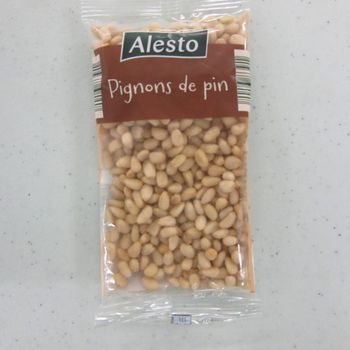 Alesto
Pignons de pin